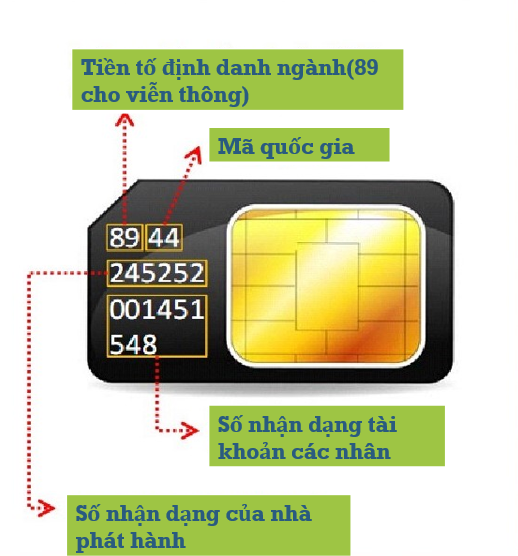 Tiền tố định danh ngành(89
cho viễn thông)
Mã quốc gia
89 44
245252
001451
548
Số nhận dạng tài
khoản các nhân
Số nhận dạng của nhà
phát hành